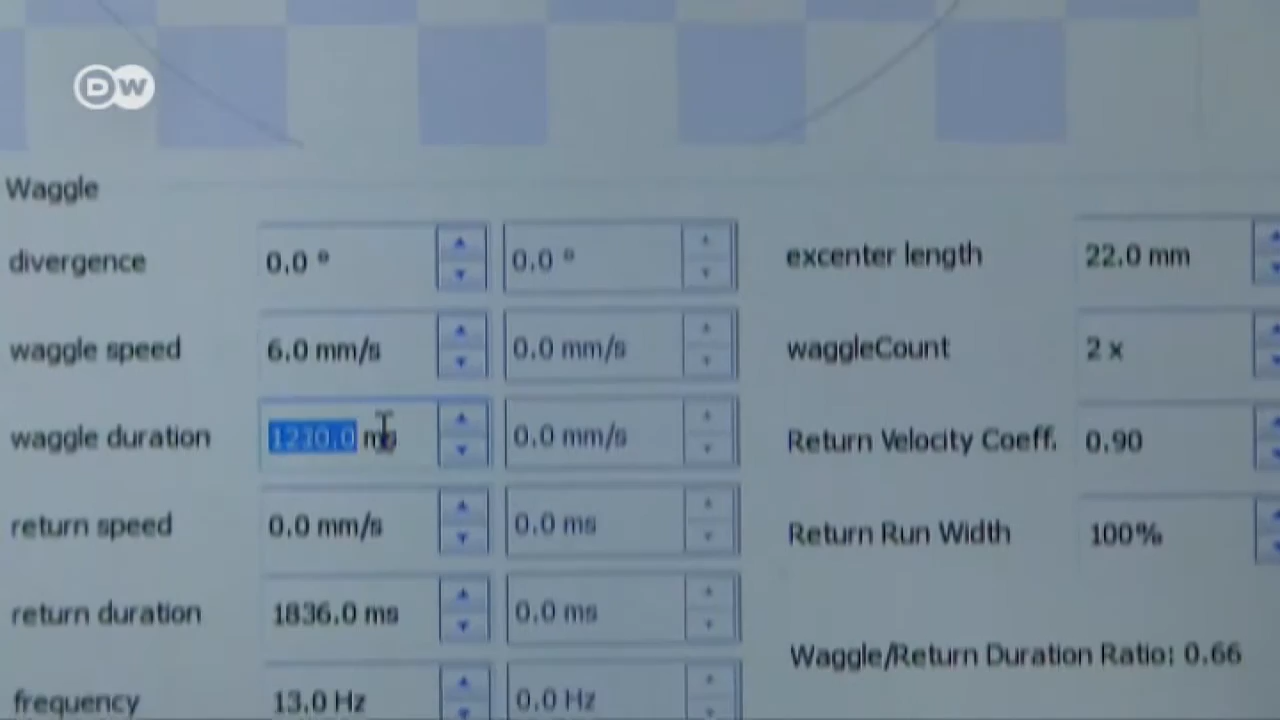 DW
Waggle
divergence 0.0 º 0.0 º excenter length 22.0 mm
waggle speed 6.0 mm/s 0.0 mm/s waggleCount 2 x
waggle duration ms 0.0 mm/s Return Velocity Coeff. 0.90
return speed 0.0 mm/s 0.0 ms Return Run Width 100%
return duration 1836.0 ms 0.0 ms
Waggle/Return Duration Ratio: 0.66
frequency 13.0 Hz 0.0 Hz